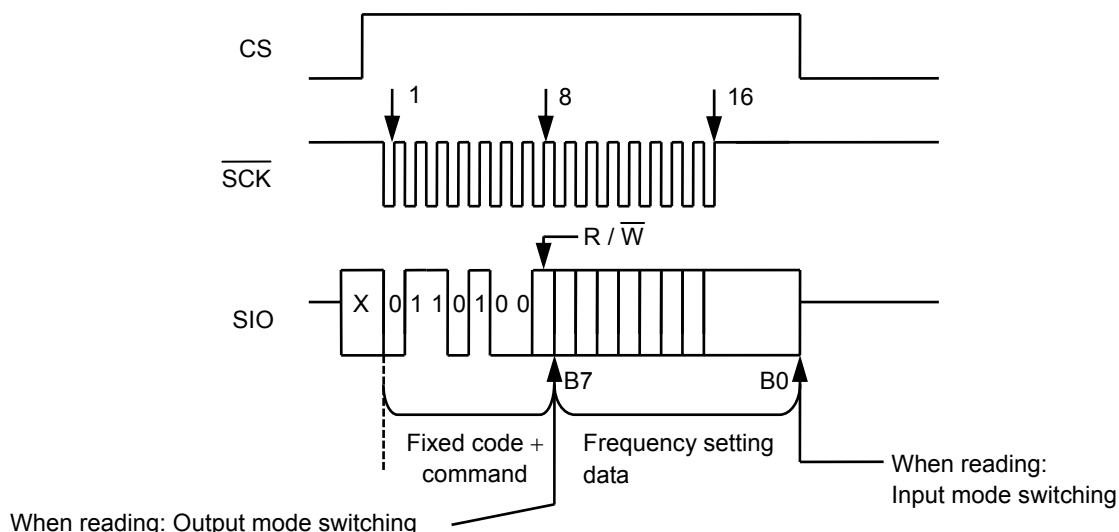 CS
1
8
16
SCK
R / W
SIO
X 0 1 1 0 1 0 0
B7
B0
Fixed code +
command
Frequency setting
data
When reading:
Input mode switching
When reading: Output mode switching